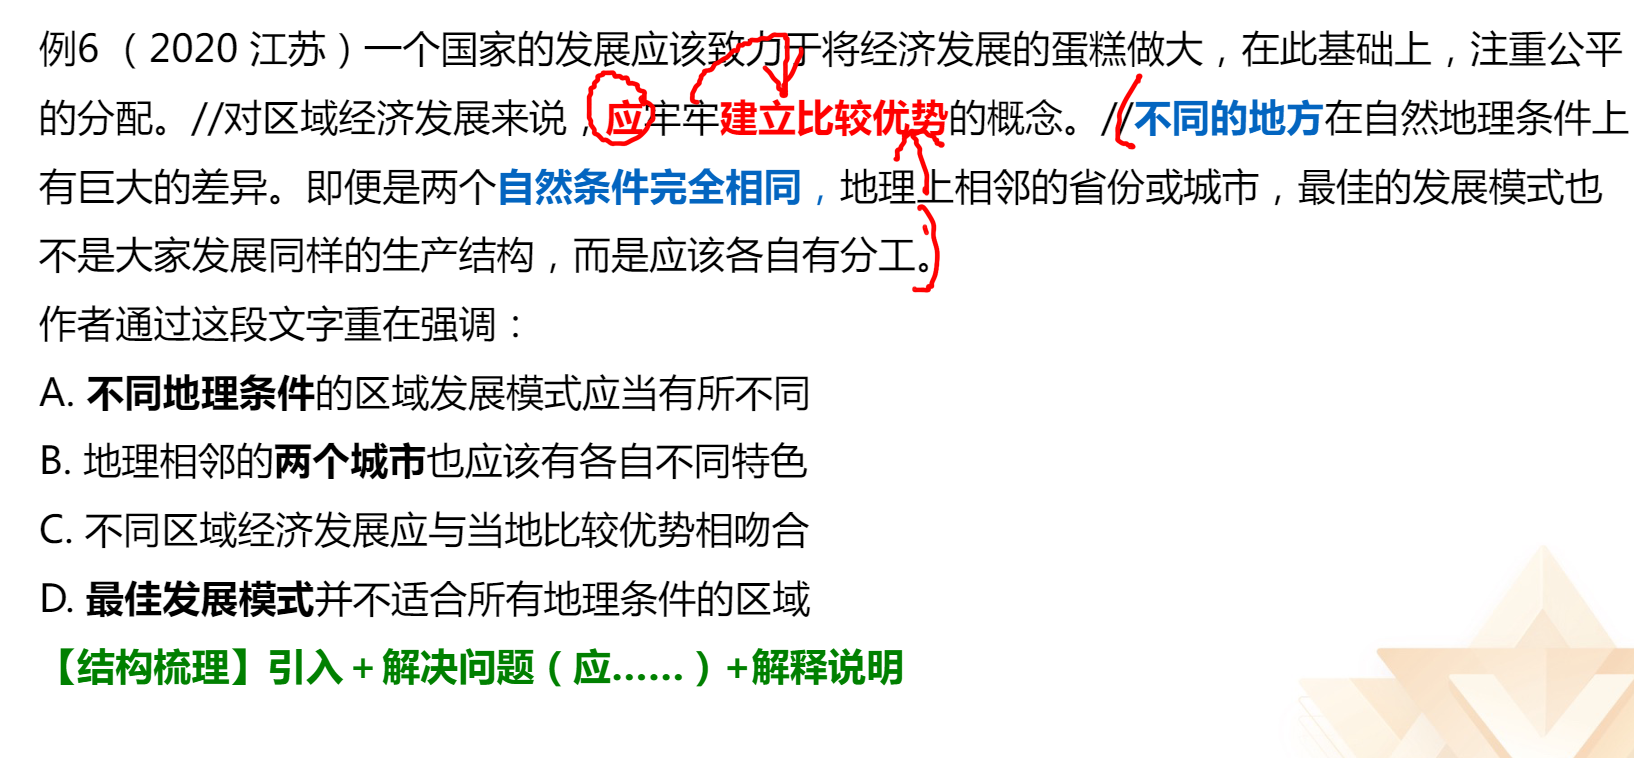 例6（2020 江苏）一个国家的发展应该致力于将经济发展的蛋糕做大，在此基础上，注重公平
的分配。//对区域经济发展来说，应牢牢建立比较优势的概念。//不同的地方在自然地理条件上
有巨大的差异。即便是两个自然条件完全相同，地理上相邻的省份或城市，最佳的发展模式也
不是大家发展同样的生产结构，而是应该各自有分工。
作者通过这段文字重在强调：
A. 不同地理条件的区域发展模式应当有所不同
B. 地理相邻的两个城市也应该有各自不同特色
C. 不同区域经济发展应与当地比较优势相吻合
D. 最佳发展模式并不适合所有地理条件的区域
【结构梳理】引入＋解决问题（应……）+解释说明